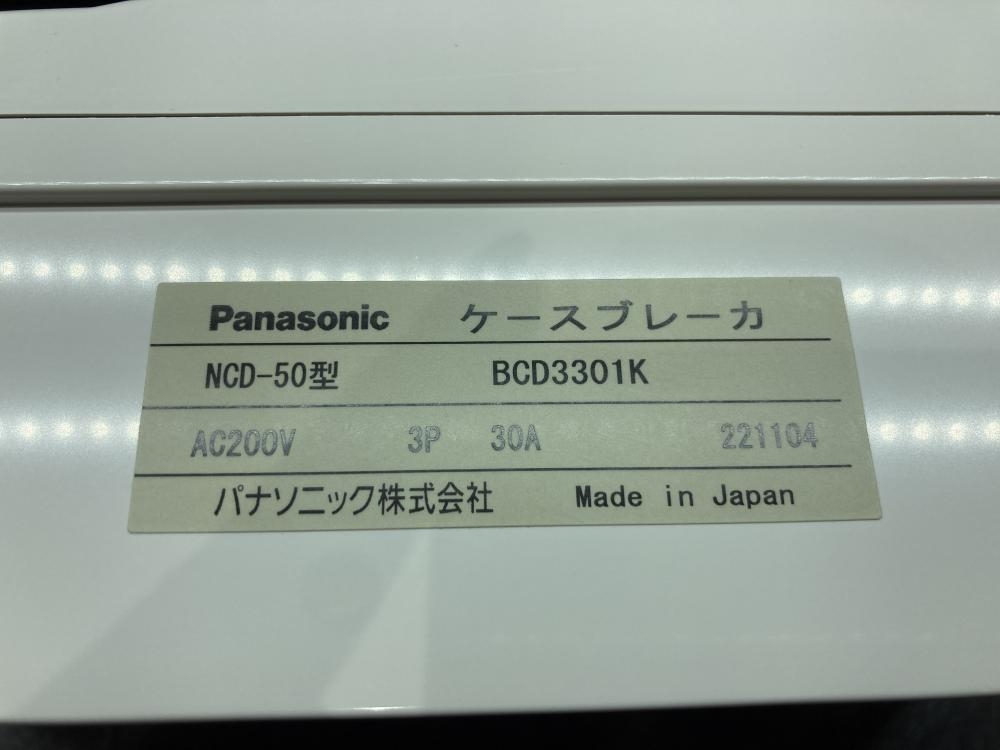 Panasonic ケースブレーカ
NCD-50型 BCD3301K
AC200V 3P 30A 221104
パナソニック株式会社 Made in Japan